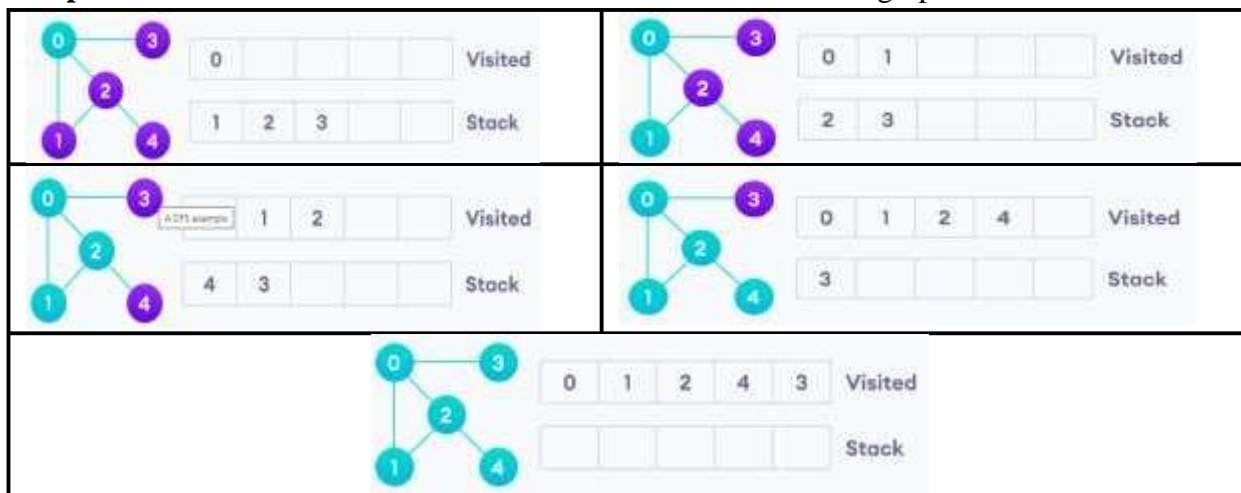 0 3 2 1 4
0 Visited
1 2 3 Stack
0 3 2 1 4
0 1 Visited
2 3 Stack
0 3 2 1 4
A DFS example
1 2 Visited
4 3 Stack
0 3 2 1 4
0 1 2 4 Visited
3 Stack
0 3 2 1 4
0 1 2 4 3 Visited
Stack